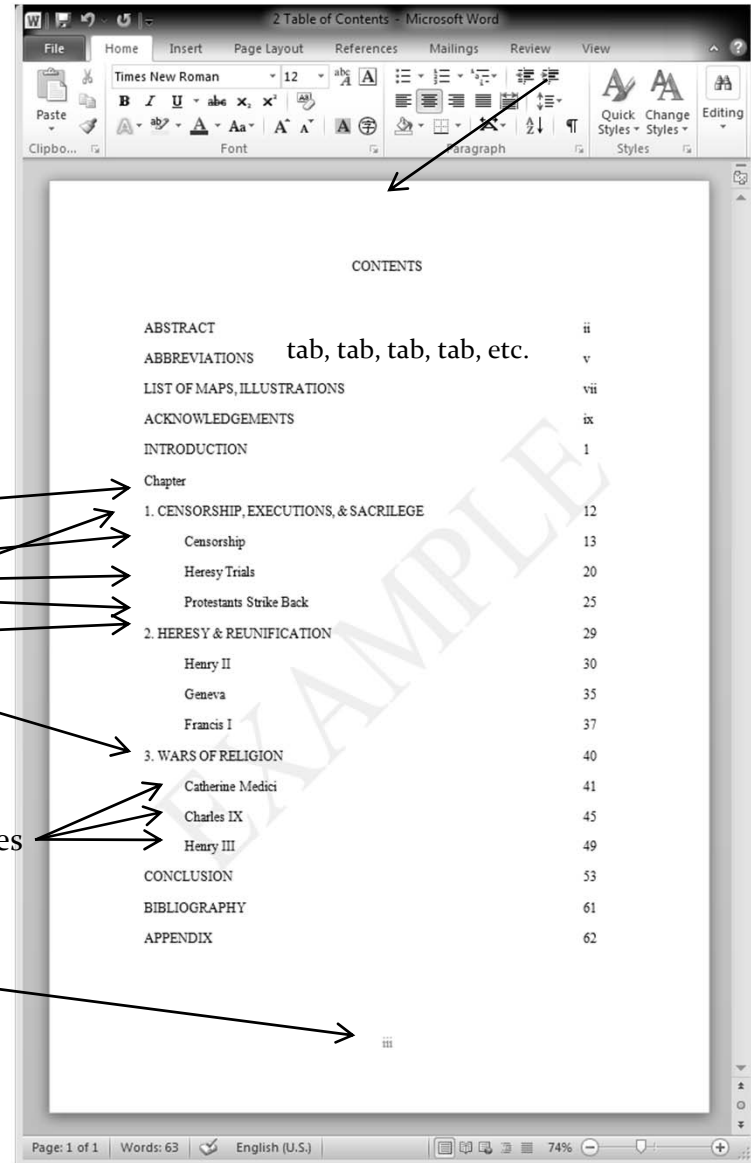 2 Table of Contents - Microsoft Word
File Home Insert Page Layout References Mailings Review View
Times New Roman 12
Paste
B I U abc X₂ X²
Aa A A A
Quick Styles Change Styles Editing
Clipbo... Font Paragraph Styles
CONTENTS
ABSTRACT ii
tab, tab, tab, tab, etc.
ABBREVIATIONS v
LIST OF MAPS, ILLUSTRATIONS vii
ACKNOWLEDGEMENTS ix
INTRODUCTION 1
Chapter
1. CENSORSHIP, EXECUTIONS, & SACRILEGE 12
Censorship 13
Heresy Trials 20
Protestants Strike Back 25
2. HERESY & REUNIFICATION 29
Henry II 30
Geneva 35
Francis I 37
3. WARS OF RELIGION 40
Catherine Medici 41
Charles IX 45
es
Henry III 49
CONCLUSION 53
BIBLIOGRAPHY 61
APPENDIX 62
EXAMPLE
iii
Page: 1 of 1 Words: 63 English (U.S.) 74%